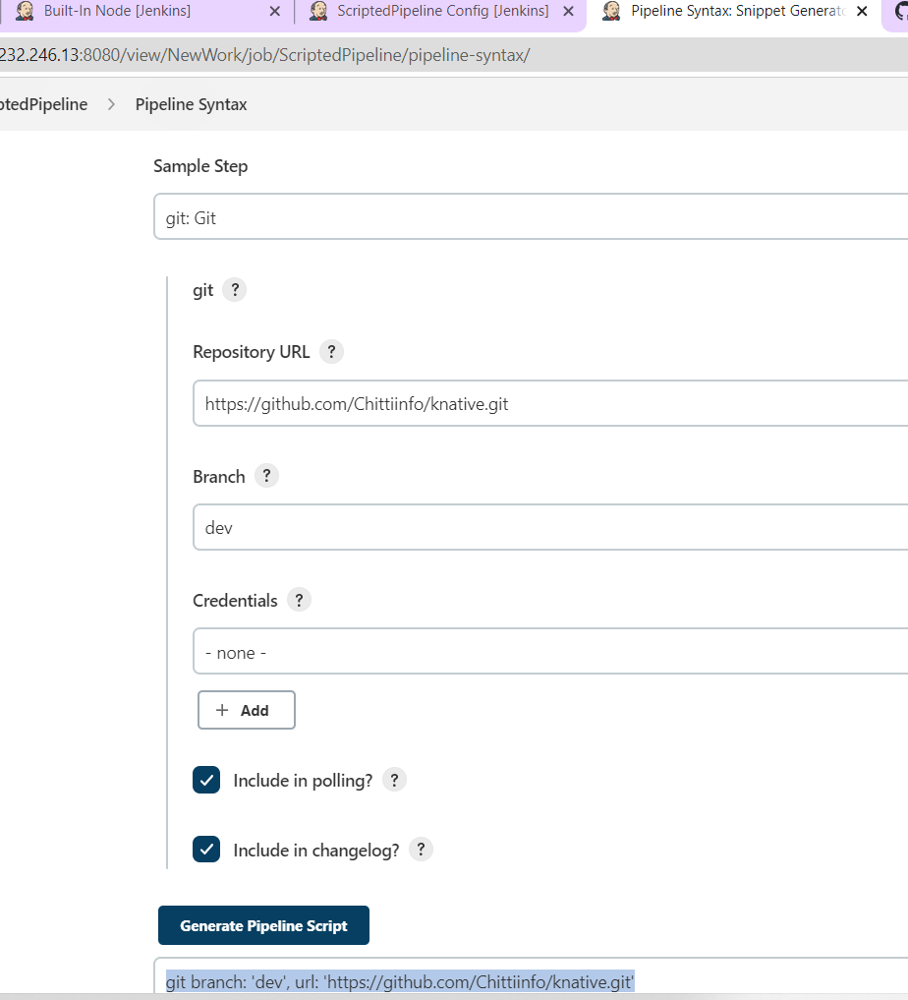 Built-In Node [Jenkins]
ScriptedPipeline Config [Jenkins]
Pipeline Syntax: Snippet Generato
232.246.13:8080/view/NewWork/job/ScriptedPipeline/pipeline-syntax/
ptedPipeline > Pipeline Syntax
Sample Step
git: Git
git ?
Repository URL ?
https://github.com/Chittiinfo/knative.git
Branch ?
dev
Credentials ?
- none -
+ Add
Include in polling? ?
Include in changelog? ?
Generate Pipeline Script
git branch: 'dev', url: 'https://github.com/Chittiinfo/knative.git'